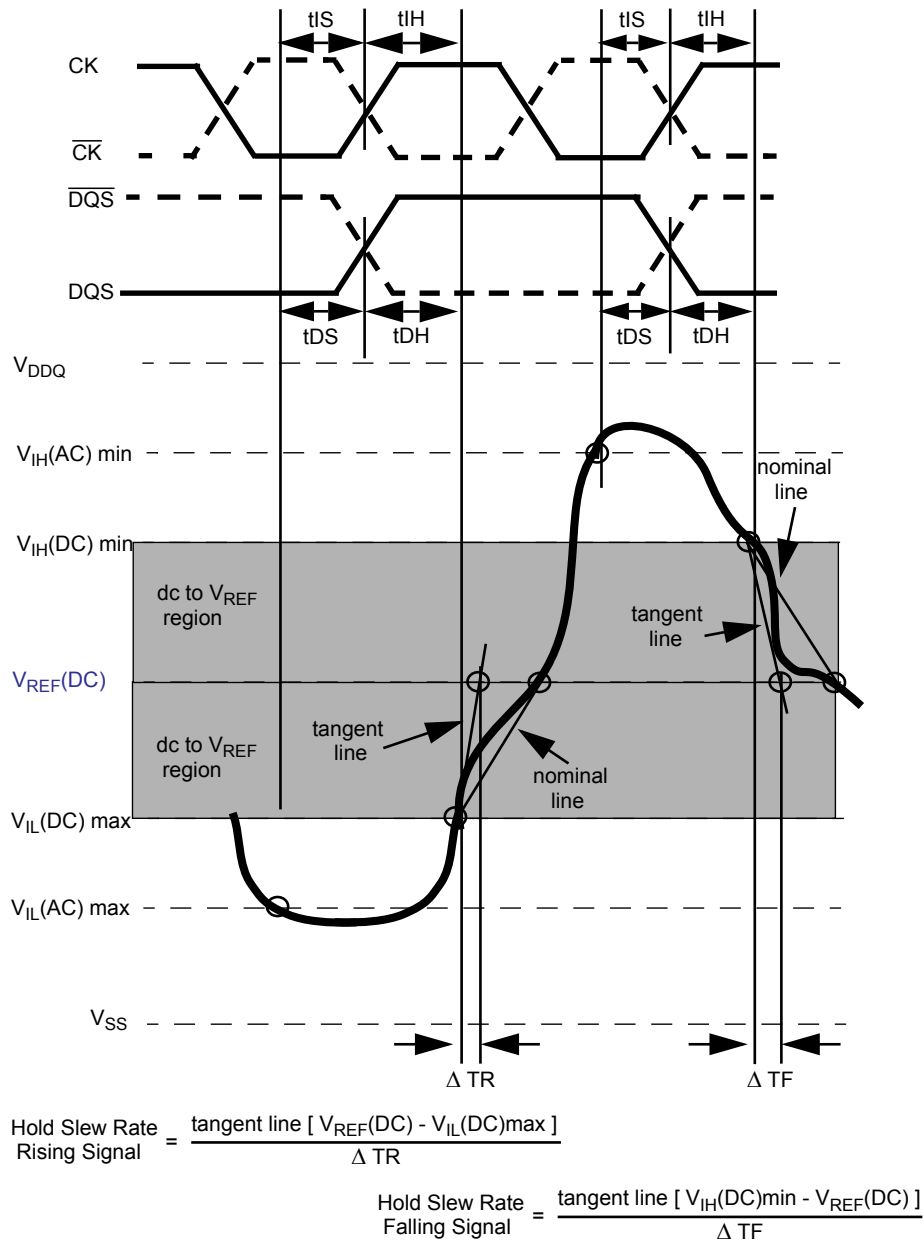 tIS tIH tIS tIH
CK
CK
DQS
DQS
tDS tDH tDS tDH
VDDQ
VIH(AC) min
nominal
line
VIH(DC) min
dc to VREF
region
tangent
line
VREF(DC)
tangent
line
dc to VREF
region
nominal
line
VIL(DC) max
VIL(AC) max
VSS
Δ TR Δ TF
Hold Slew Rate
Rising Signal = tangent line [ VREF(DC) - VIL(DC)max ]
Δ TR
Hold Slew Rate
Falling Signal = tangent line [ VIH(DC)min - VREF(DC) ]
Δ TF